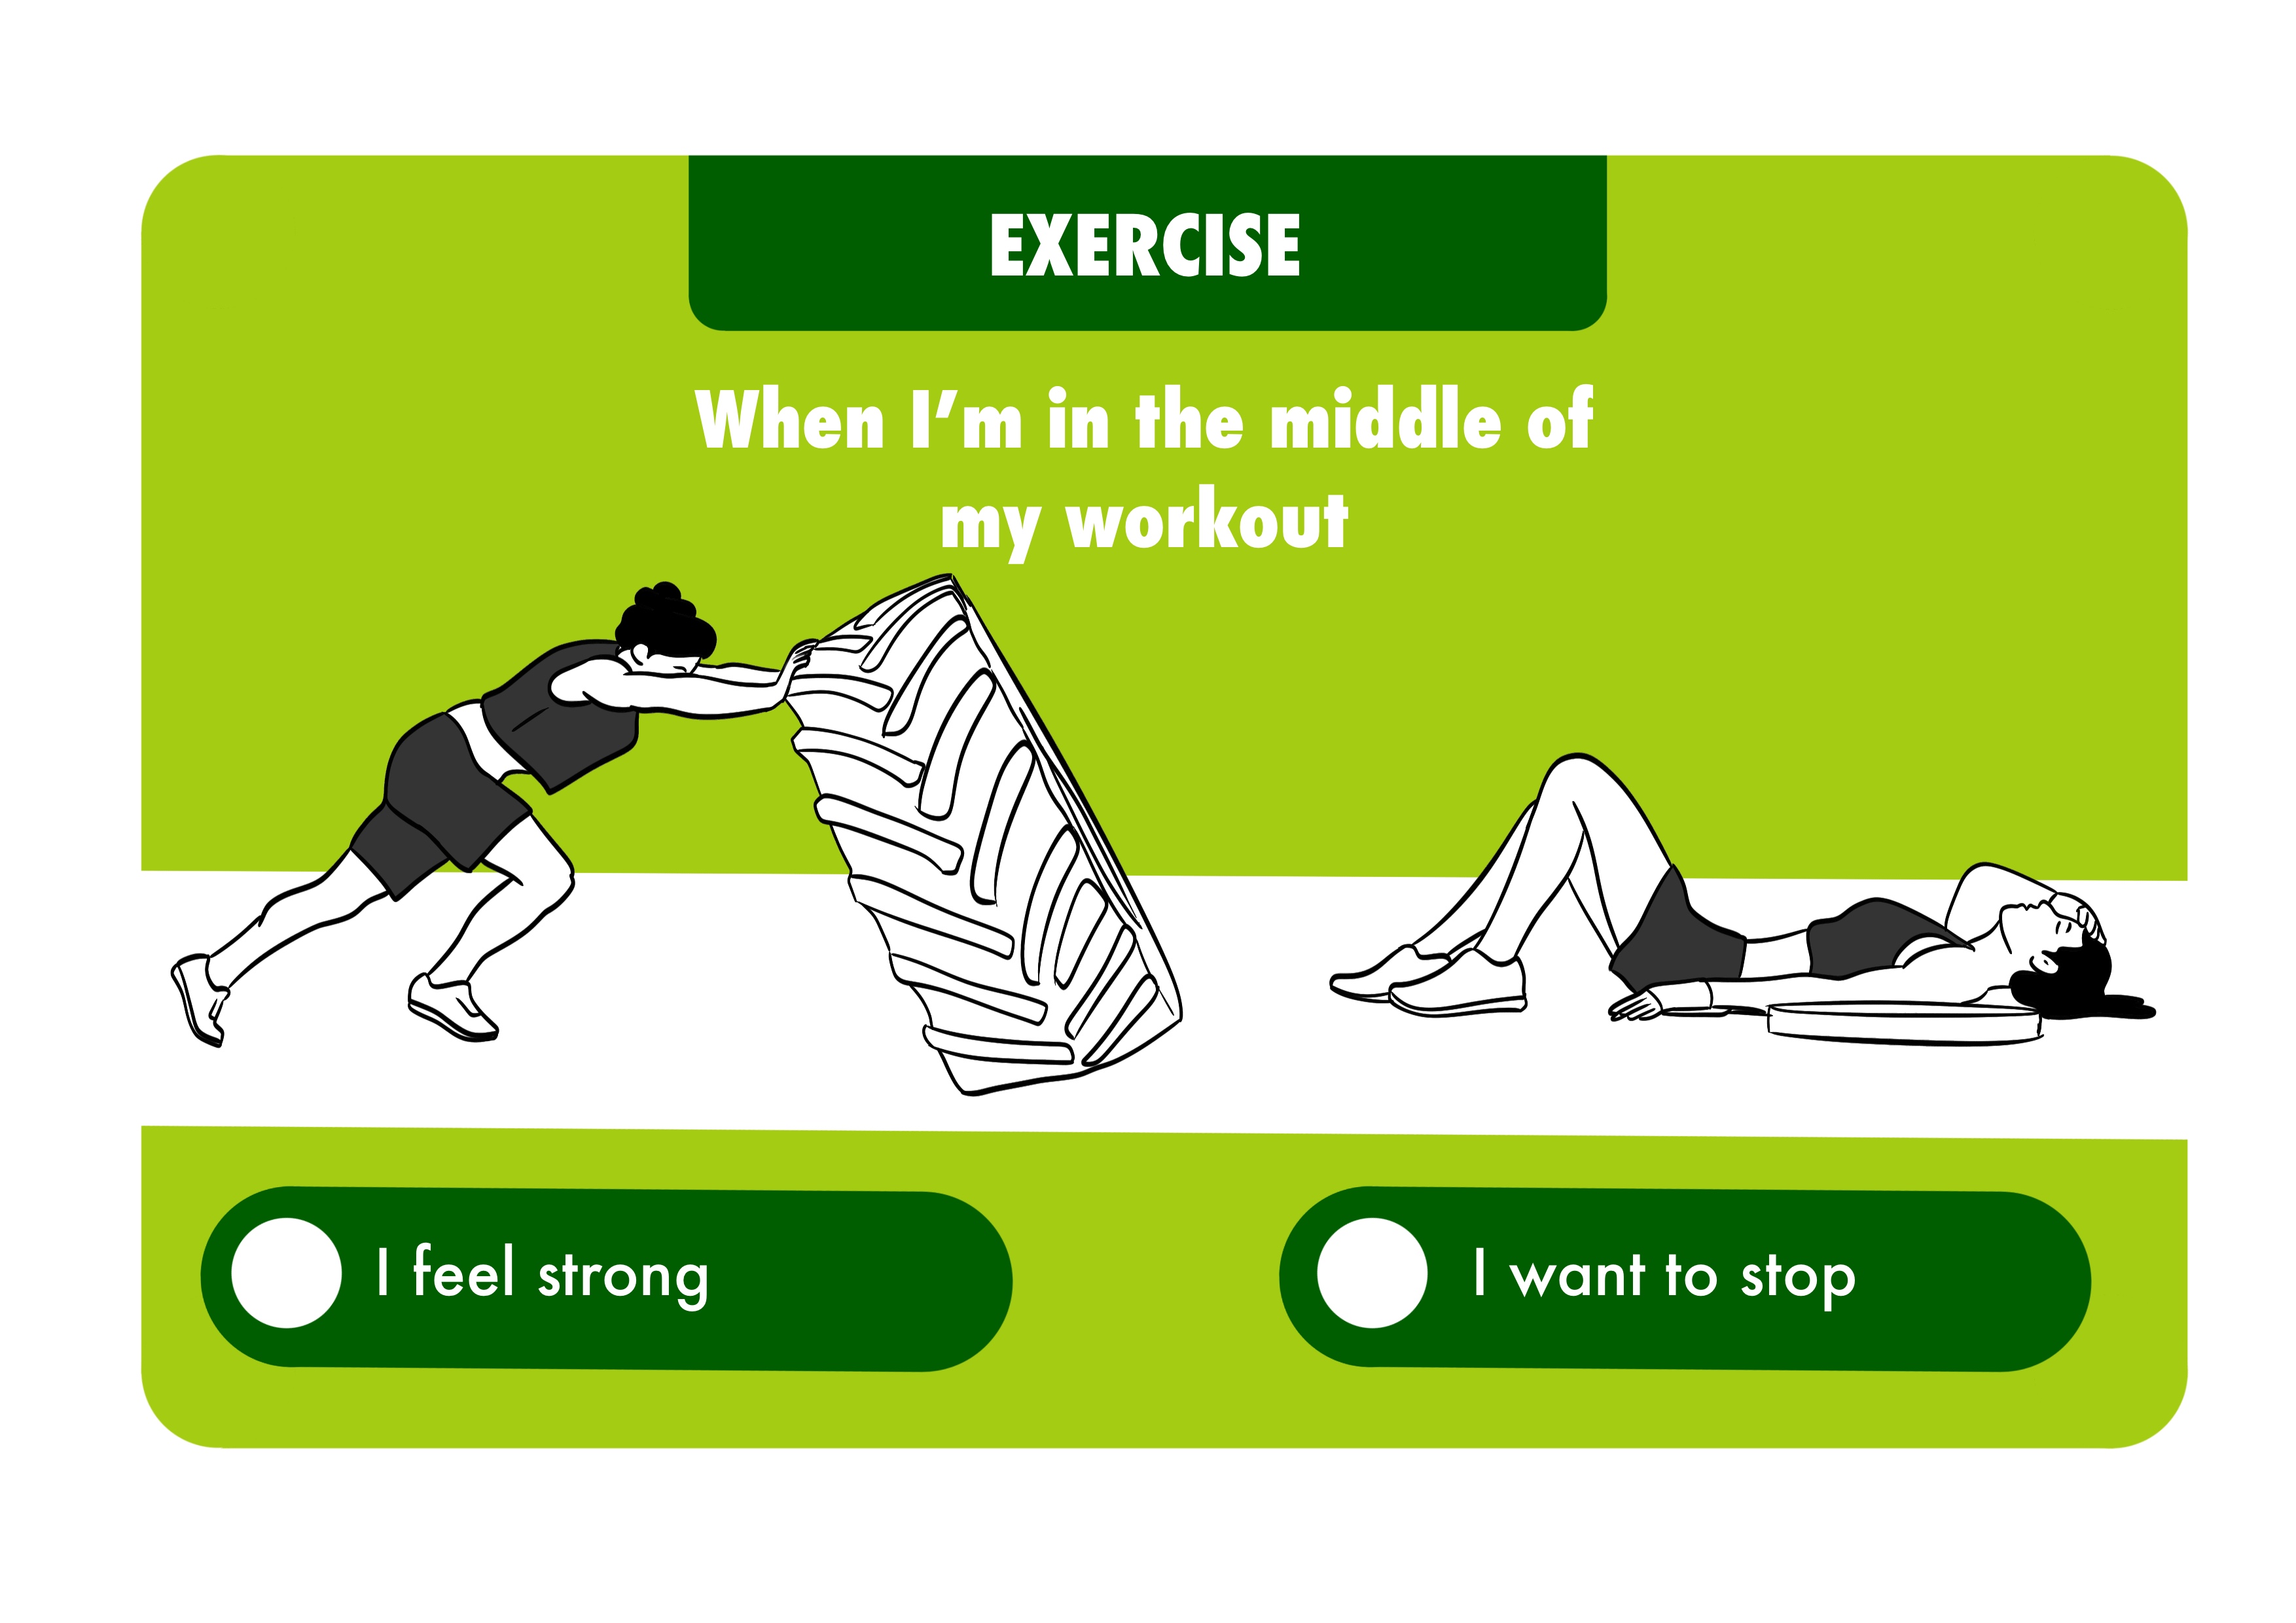 EXERCISE
When I'm in the middle of
my workout
I feel strong
I want to stop